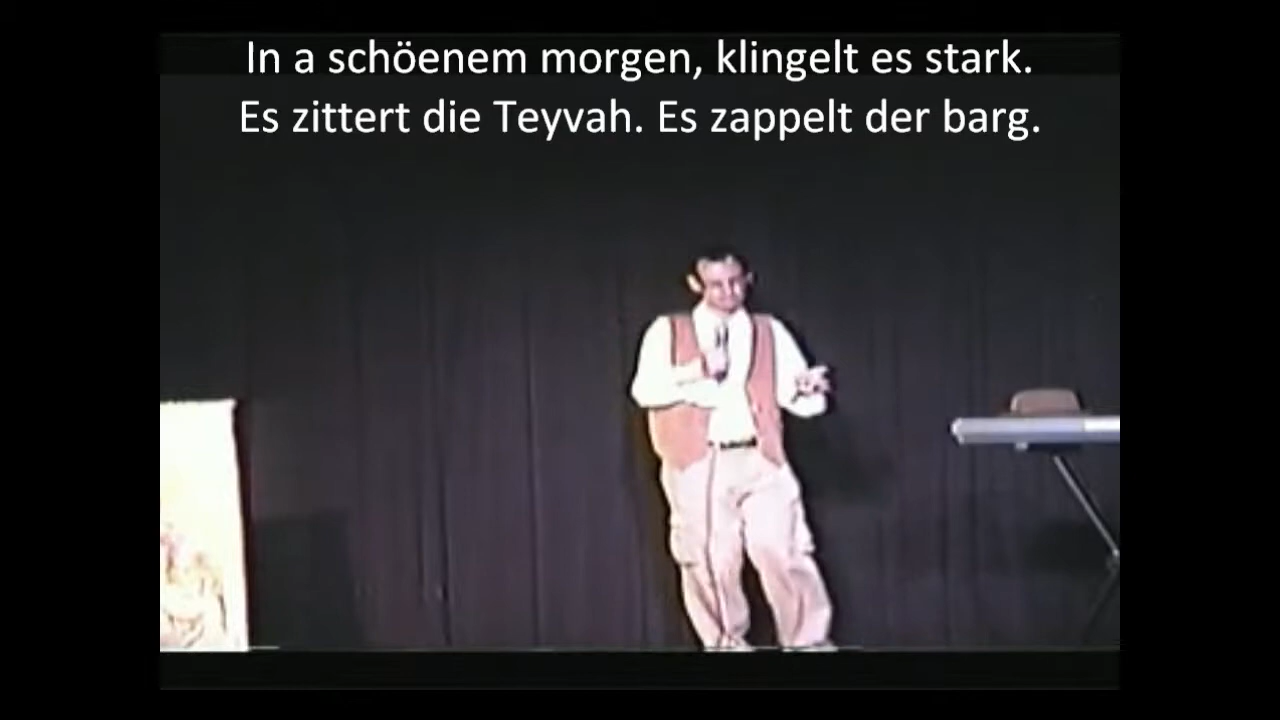 In a schöenem morgen, klingelt es stark.
Es zittert die Teyvah. Es zappelt der barg.